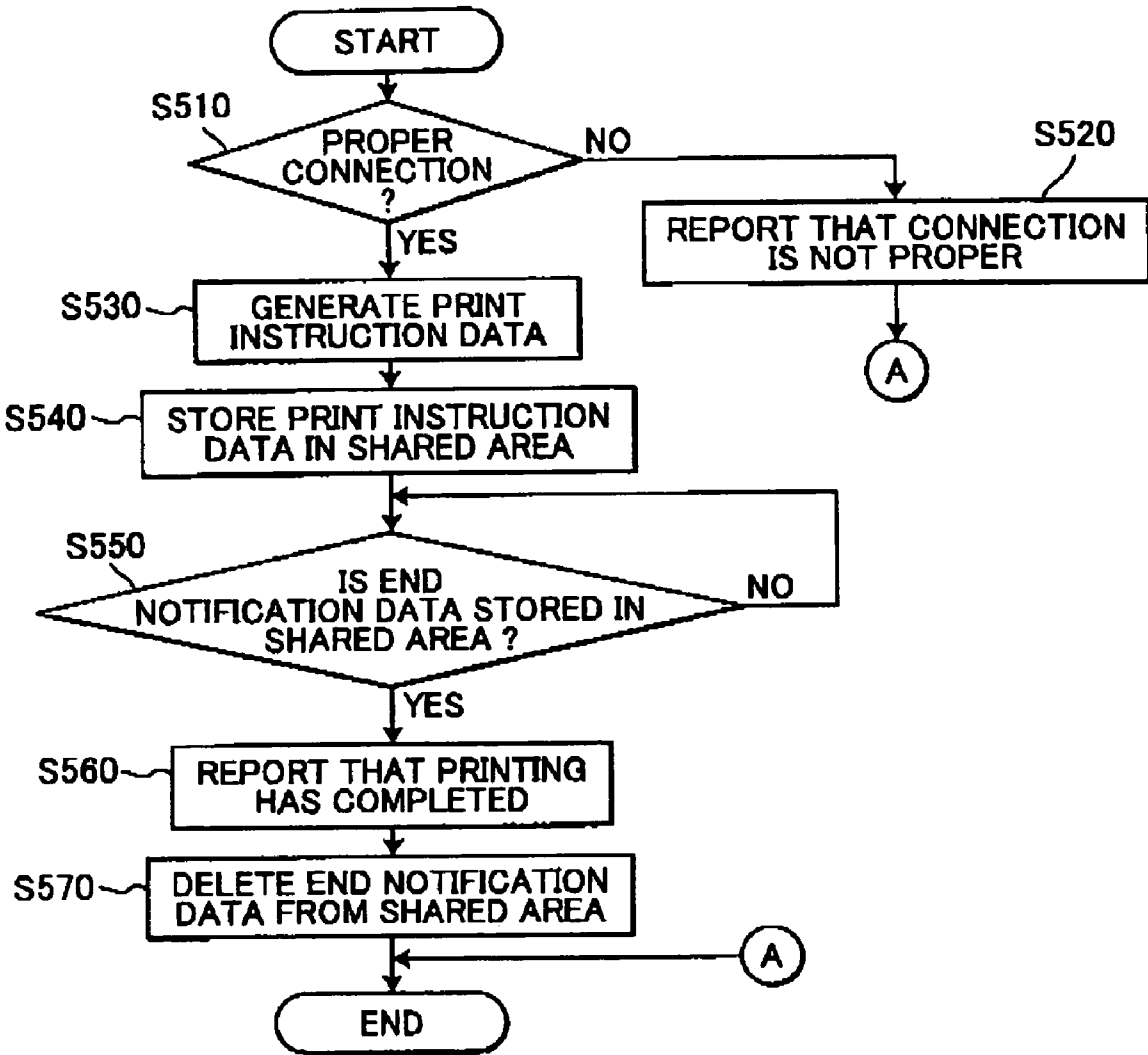 START
S510
PROPER
CONNECTION
?
NO
S520
REPORT THAT CONNECTION
IS NOT PROPER
YES
A
S530
GENERATE PRINT
INSTRUCTION DATA
S540
STORE PRINT INSTRUCTION
DATA IN SHARED AREA
S550
IS END
NOTIFICATION DATA STORED IN
SHARED AREA ?
NO
YES
S560
REPORT THAT PRINTING
HAS COMPLETED
S570
DELETE END NOTIFICATION
DATA FROM SHARED AREA
A
END